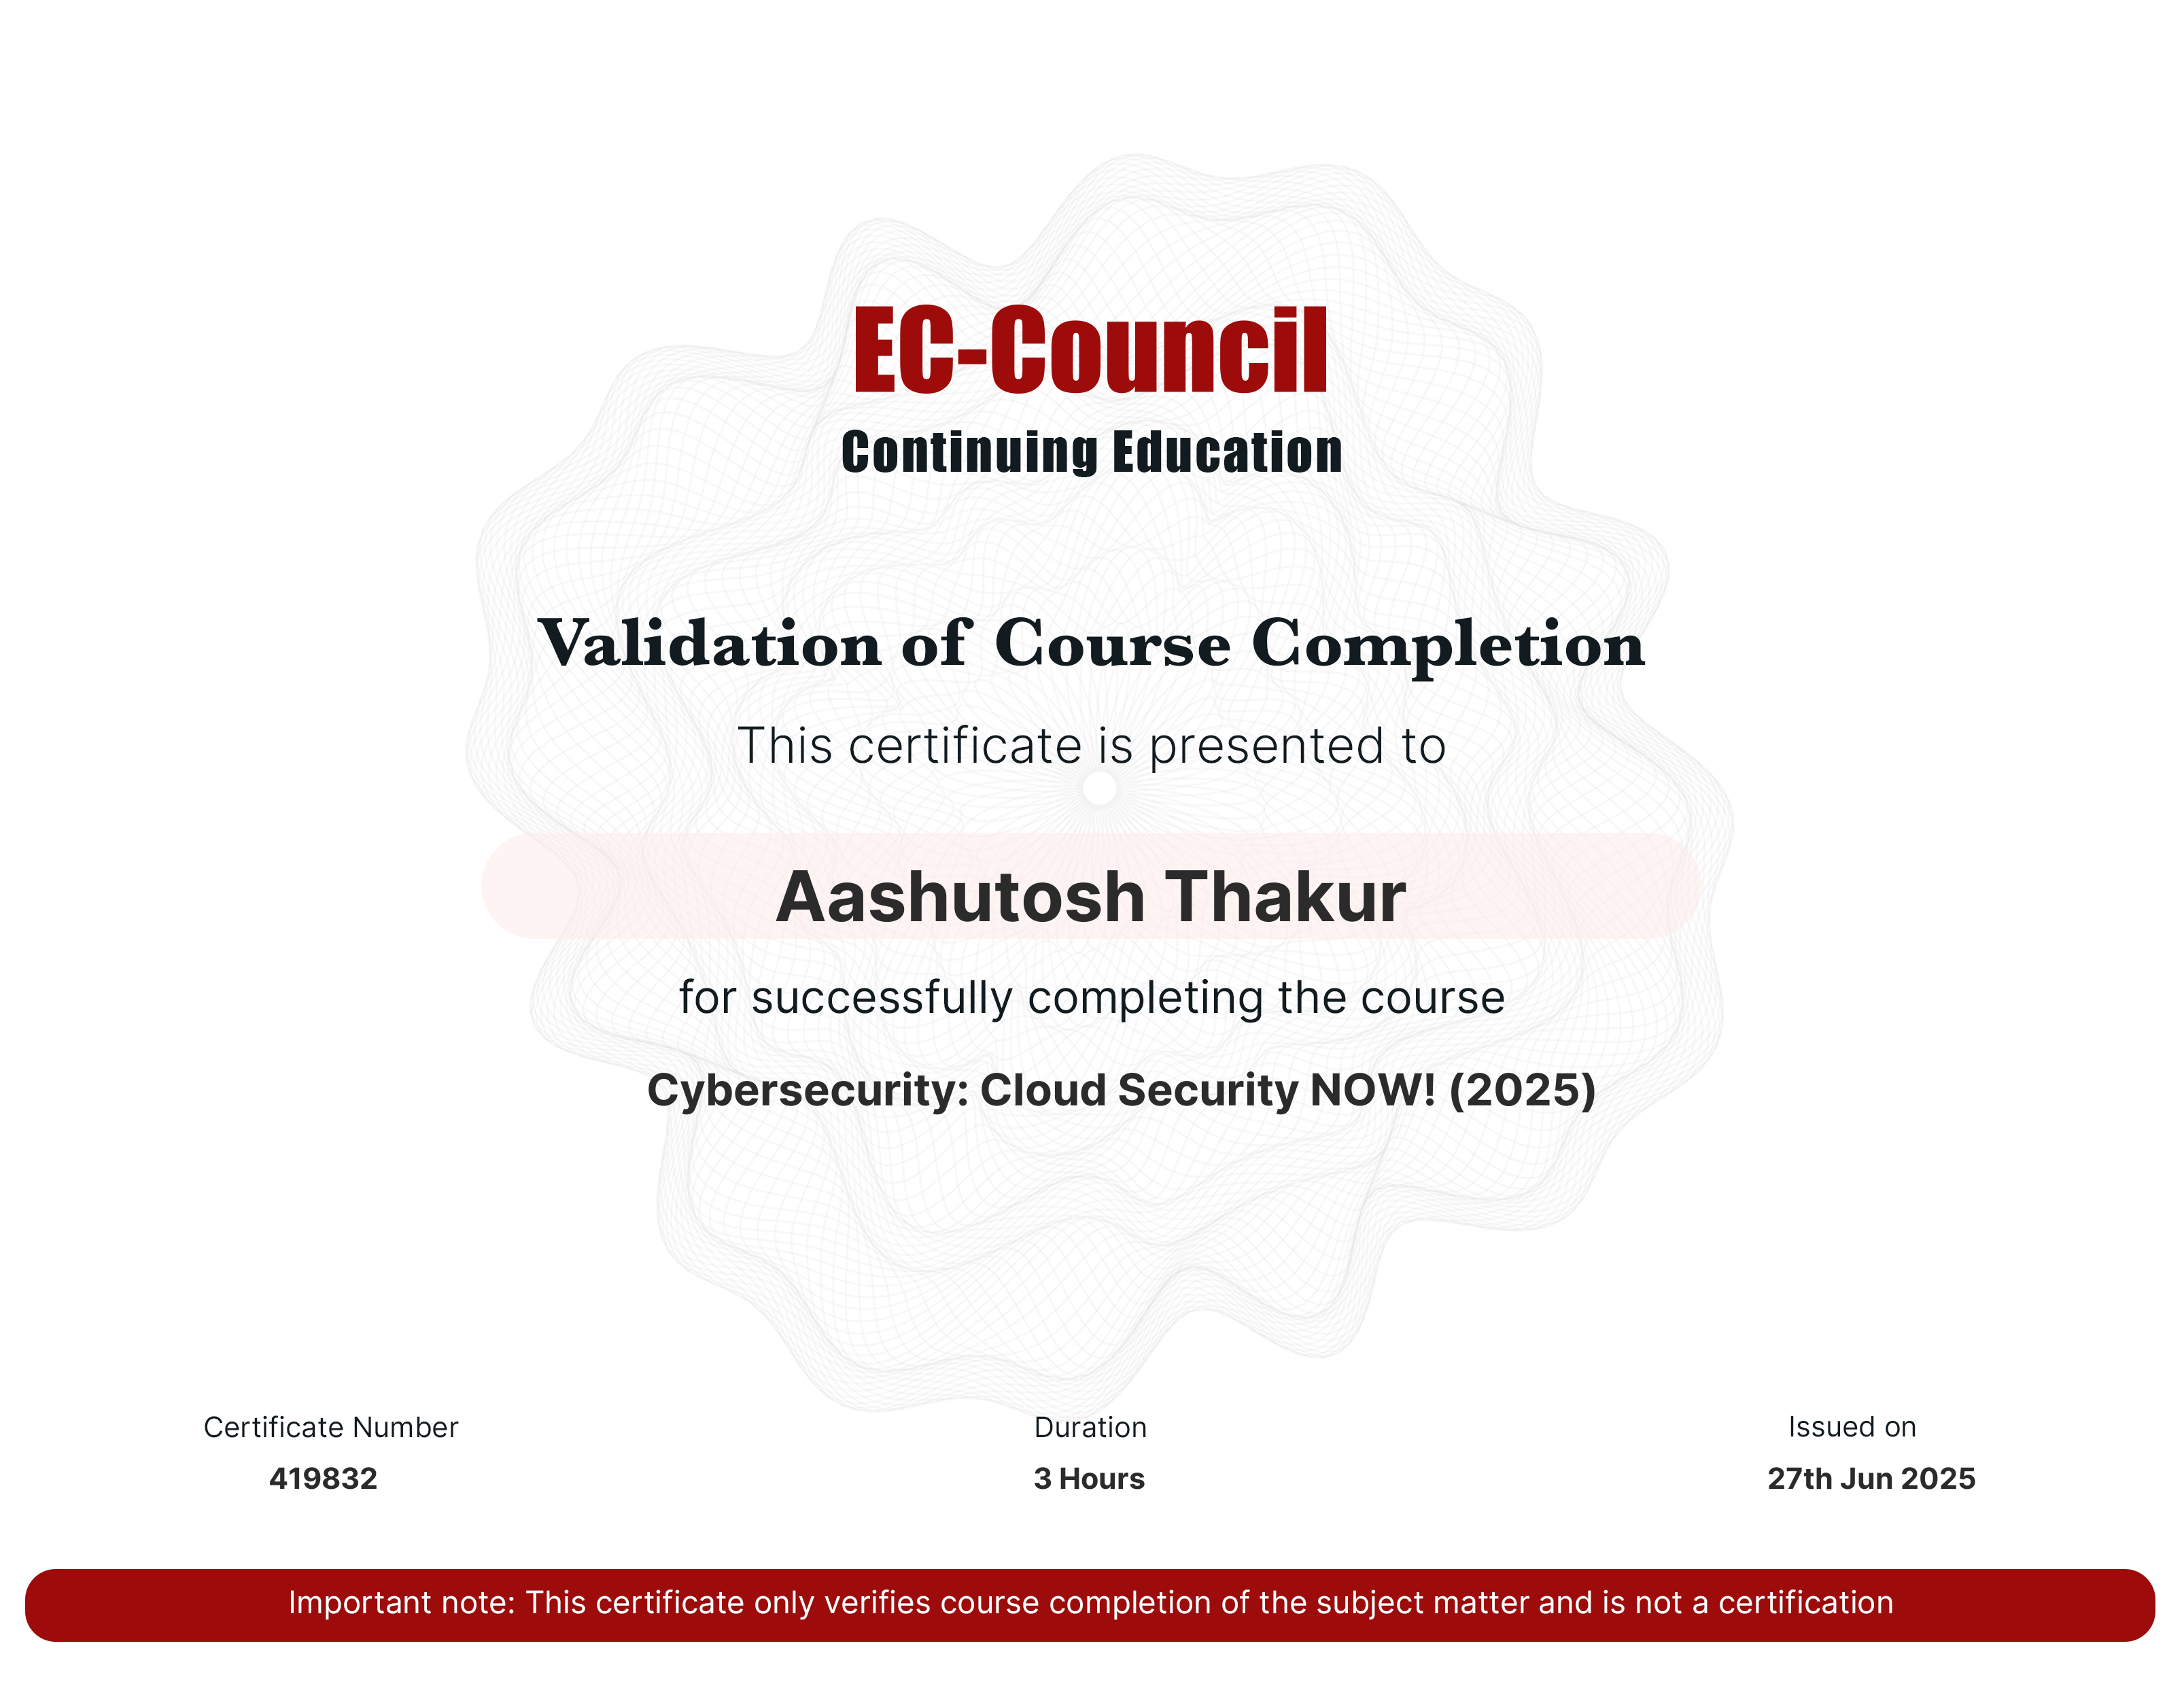 EC-Council
Continuing Education
Validation of Course Completion
This certificate is presented to
Aashutosh Thakur
for successfully completing the course
Cybersecurity: Cloud Security NOW! (2025)
Certificate Number
419832
Duration
3 Hours
Issued on
27th Jun 2025
Important note: This certificate only verifies course completion of the subject matter and is not a certification